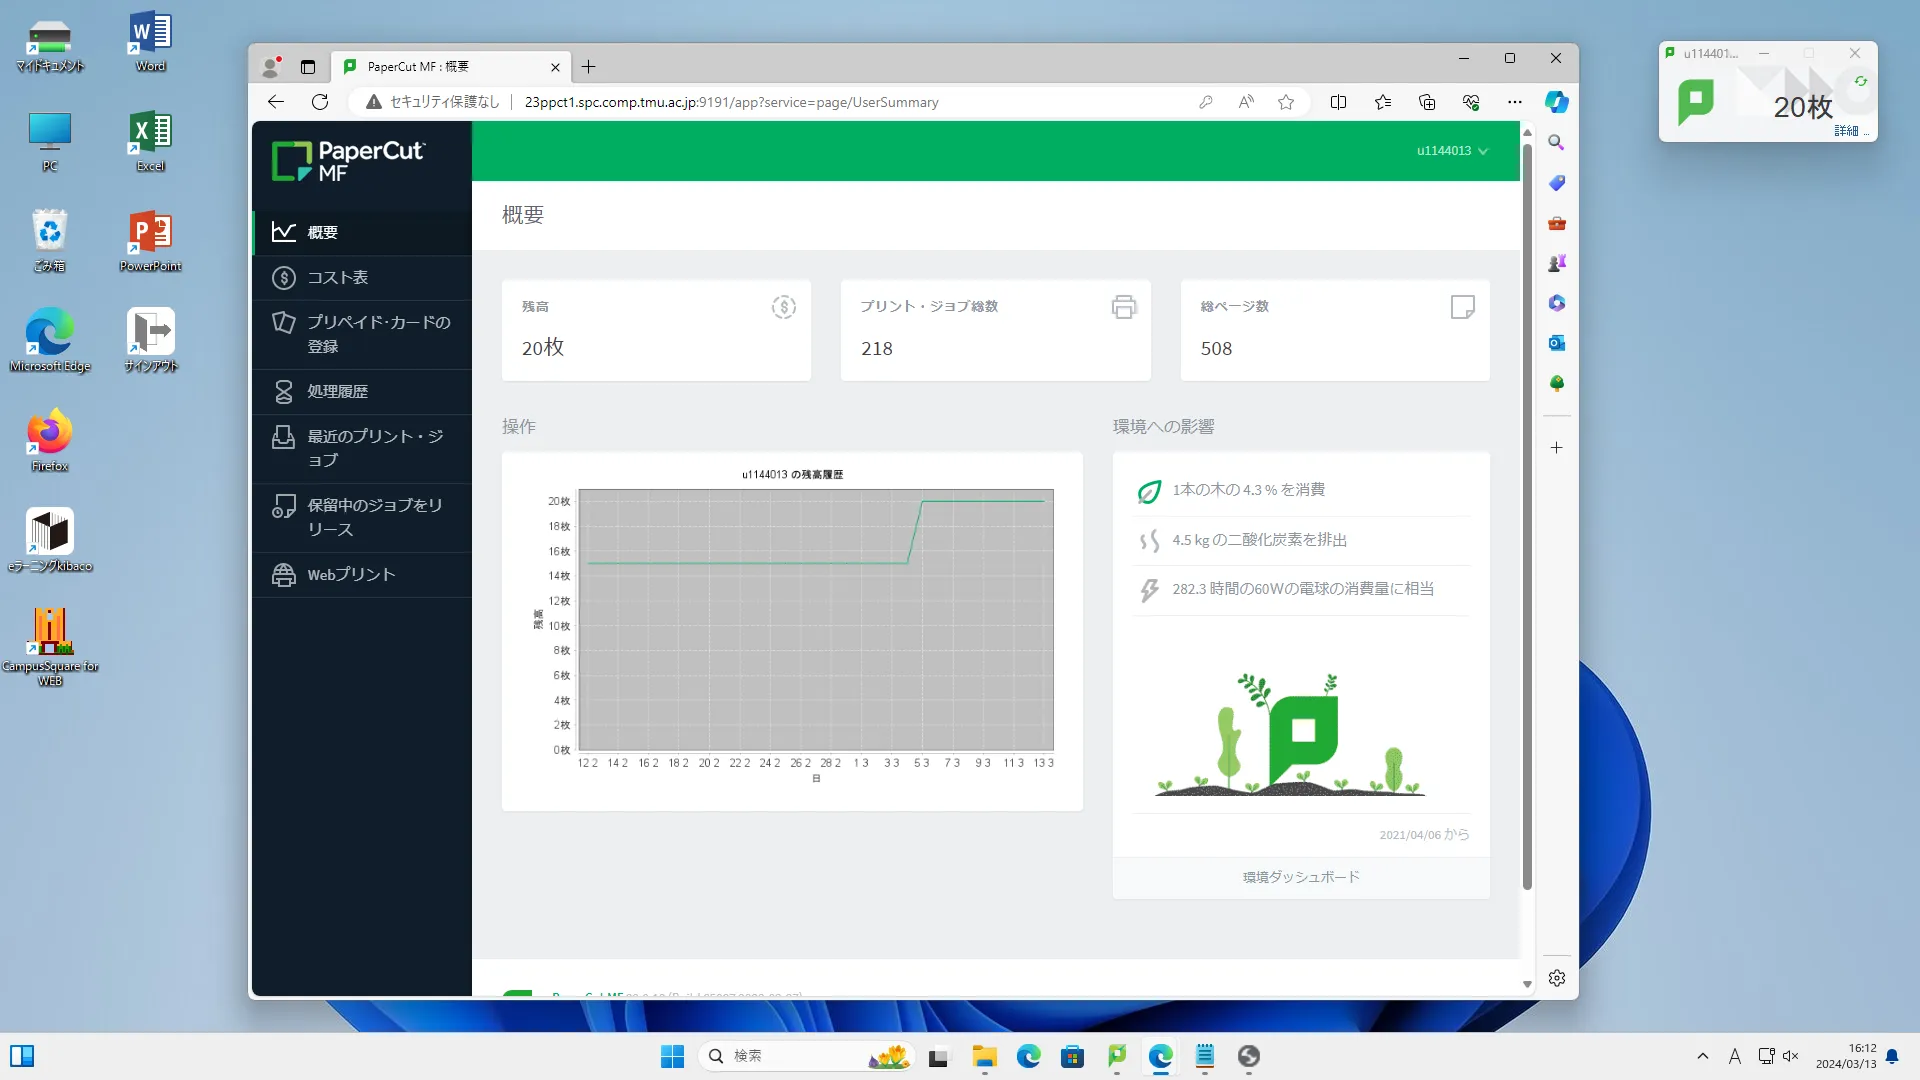 マイドキュメント
Word
PC
Excel
ごみ箱
PowerPoint
Microsoft Edge
サインアウト
Firefox
eラーニングkibaco
CampusSquare for
WEB
PaperCut MF : 概要
セキュリティ保護なし
23ppct1.spc.comp.tmu.ac.jp:9191/app?service=page/UserSummary
PaperCut
MF
u1144013
概要
コスト表
プリペイド・カードの
登録
処理履歴
最近のプリント・ジ
ョブ
保留中のジョブをリ
リース
Webプリント
概要
残高
20枚
プリント・ジョブ総数
218
総ページ数
508
操作
u1144013 の残高履歴
残高
20枚
18枚
16枚
14枚
12枚
10枚
8枚
6枚
4枚
2枚
0枚
12 2 14 2 16 2 18 2 20 2 22 2 24 2 26 2 28 2 1 3 3 3 5 3 7 3 9 3 11 3 13 3
日
環境への影響
1本の木の 4.3 % を消費
4.5 kg の二酸化炭素を排出
282.3 時間の60Wの電球の消費量に相当
2021/04/06 から
環境ダッシュボード
u114401...
20枚
詳細 ...
検索
A
16:12
2024/03/13